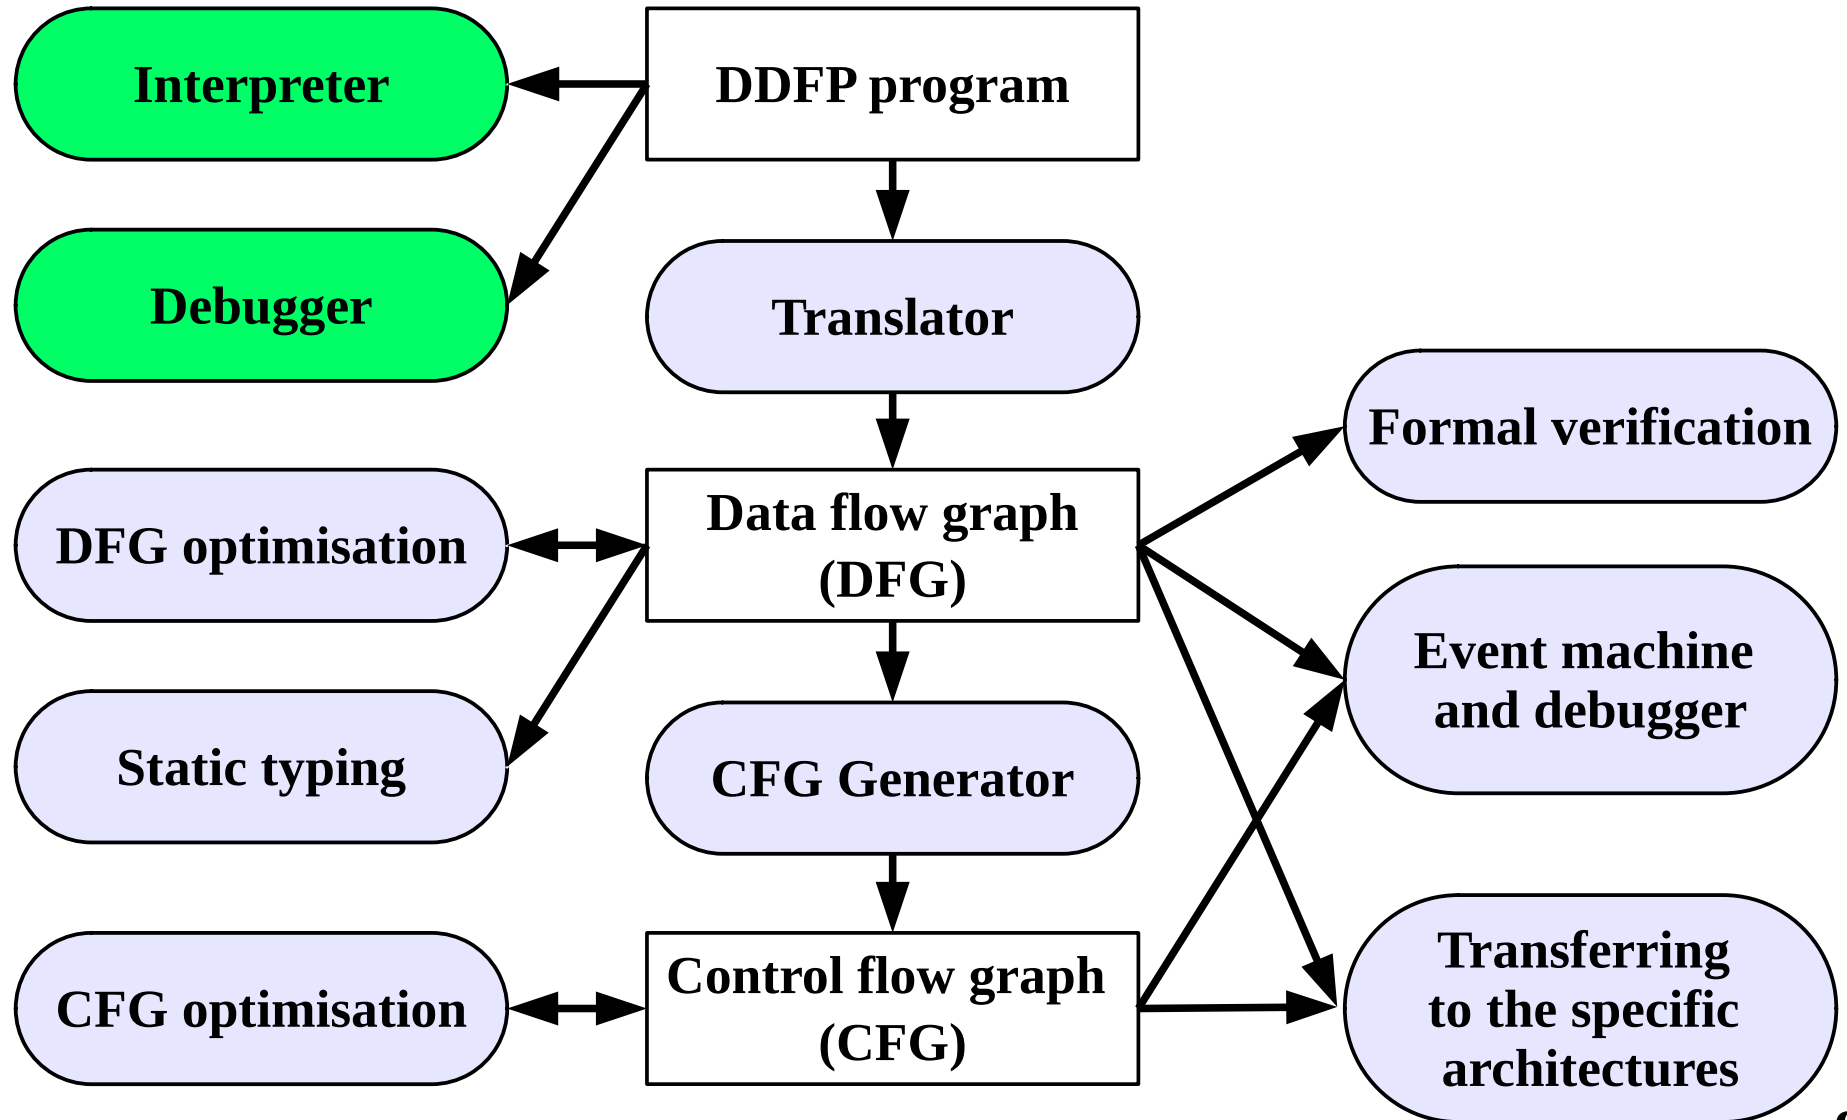 Interpreter
DDFP program
Debugger
Translator
Formal verification
DFG optimisation
Data flow graph
(DFG)
Event machine
and debugger
Static typing
CFG Generator
CFG optimisation
Control flow graph
(CFG)
Transferring
to the specific
architectures